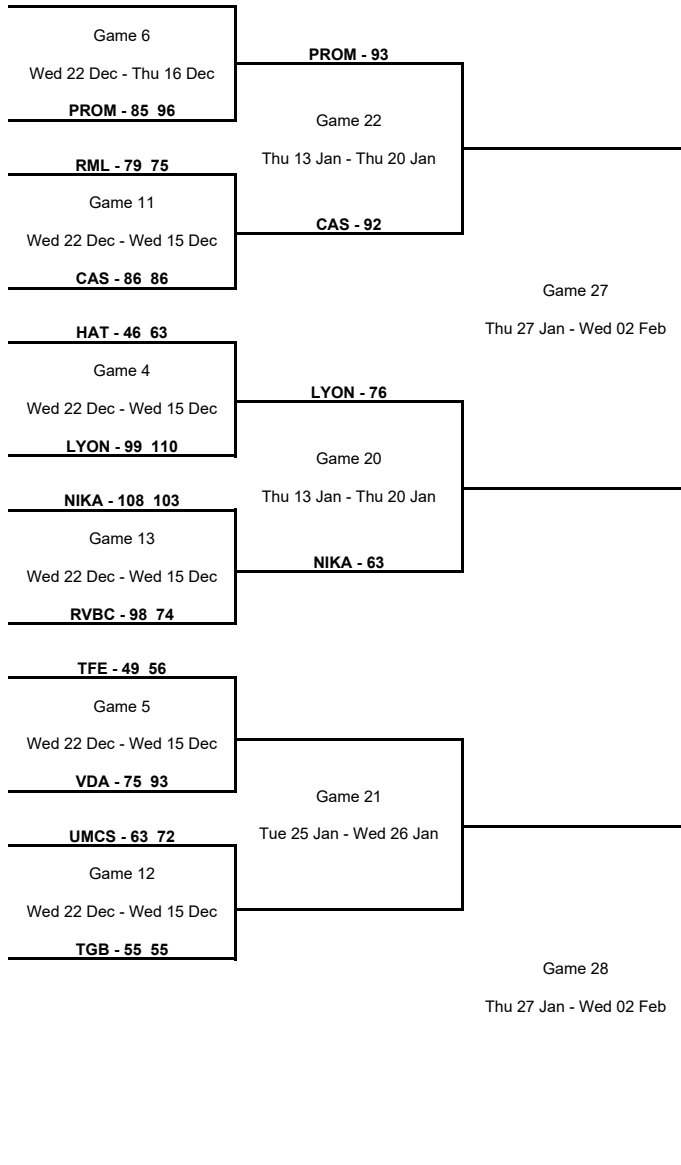 Game 6
Wed 22 Dec - Thu 16 Dec
PROM - 85  96
RML - 79  75
Game 11
Wed 22 Dec - Wed 15 Dec
CAS - 86  86
HAT - 46  63
Game 4
Wed 22 Dec - Wed 15 Dec
LYON - 99  110
NIKA - 108  103
Game 13
Wed 22 Dec - Wed 15 Dec
RVBC - 98  74
TFE - 49  56
Game 5
Wed 22 Dec - Wed 15 Dec
VDA - 75  93
UMCS - 63  72
Game 12
Wed 22 Dec - Wed 15 Dec
TGB - 55  55
PROM - 93
Game 22
Thu 13 Jan - Thu 20 Jan
CAS - 92
LYON - 76
Game 20
Thu 13 Jan - Thu 20 Jan
NIKA - 63
Game 21
Tue 25 Jan - Wed 26 Jan
Game 27
Thu 27 Jan - Wed 02 Feb
Game 28
Thu 27 Jan - Wed 02 Feb